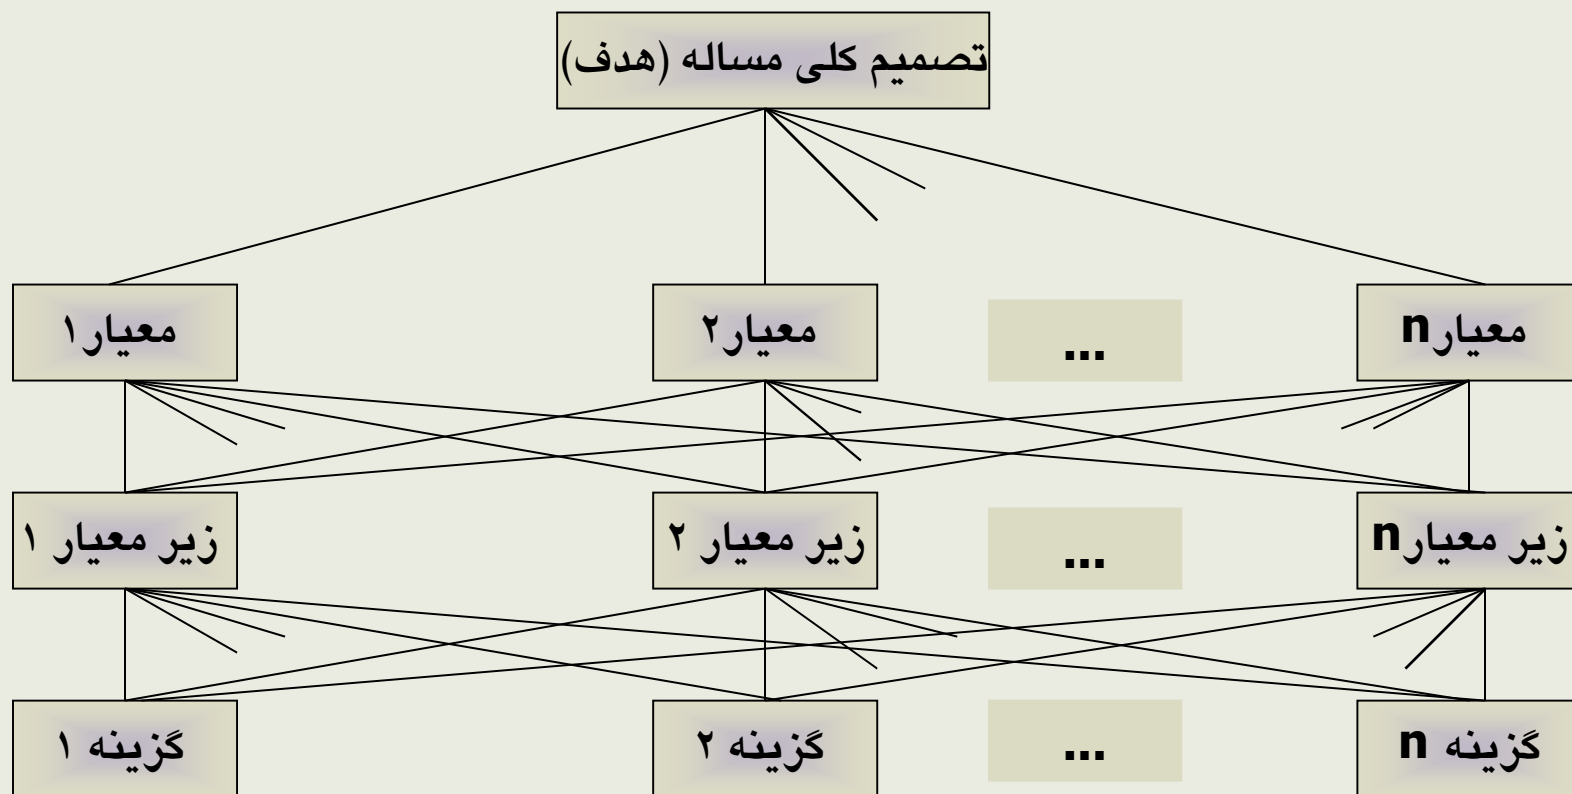 تصمیم کلی مساله (هدف)
معیار۱
معیار۲
...
معیارn
زیر معیار ۱
زیر معیار ۲
...
زیر معیارn
گزینه ۱
گزینه ۲
...
گزینه n